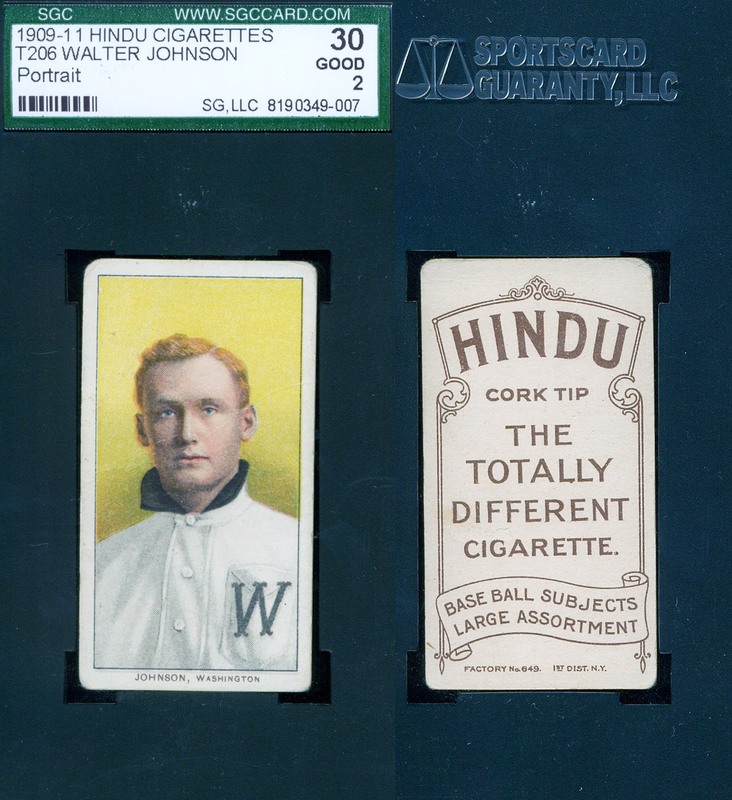 SGC WWW.SGCCARD.COM
1909-11 HINDU CIGARETTES 30
T206 WALTER JOHNSON GOOD
Portrait 2
SG, LLC 8190349-007
SPORTSCARD
GUARANTY, LLC
W
JOHNSON, WASHINGTON
HINDU
CORK TIP
THE
TOTALLY
DIFFERENT
CIGARETTE.
BASE BALL SUBJECTS
LARGE ASSORTMENT
FACTORY No. 649. 1ST DIST. N.Y.